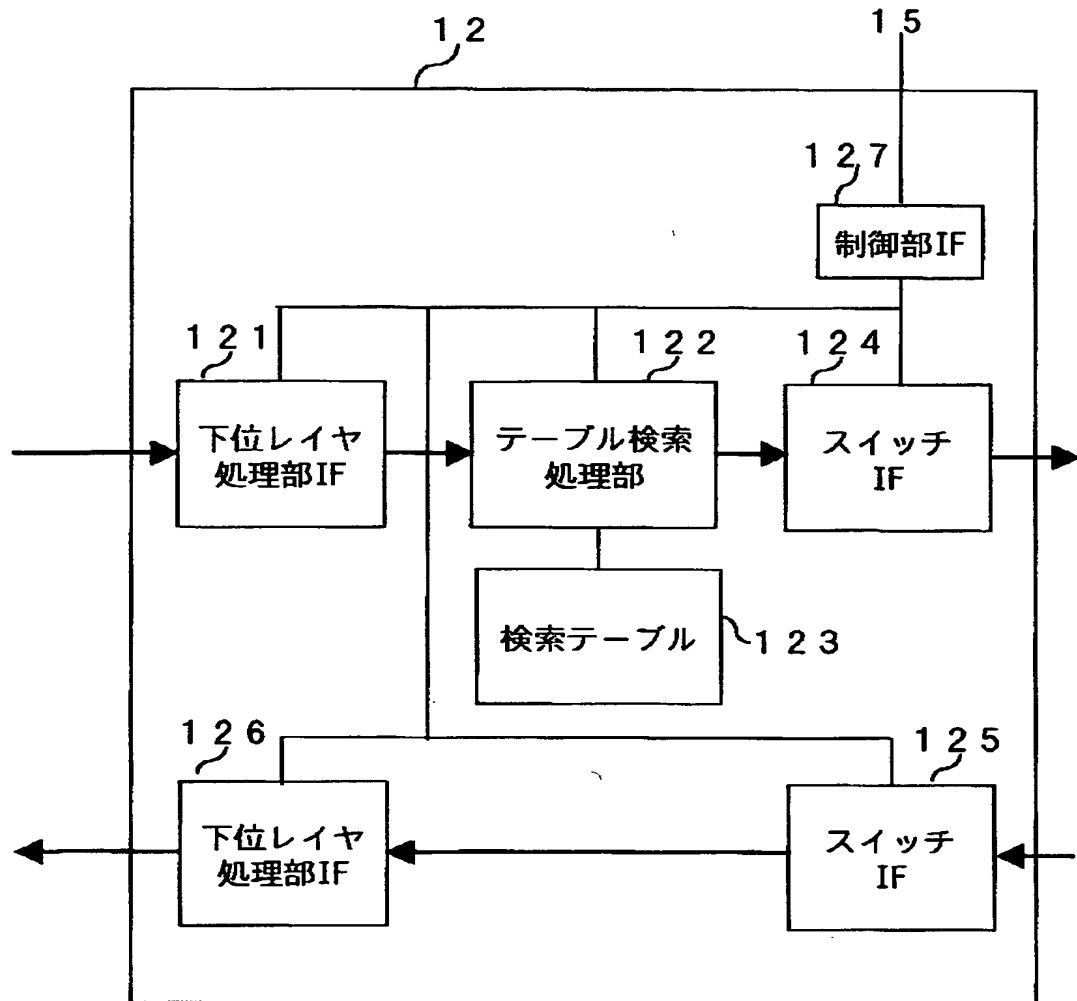 １２
１５
１２７
制御部IF
１２１
１２２
１２４
下位レイヤ
処理部IF
テーブル検索
処理部
スイッチ
IF
検索テーブル
１２３
１２６
１２５
下位レイヤ
処理部IF
スイッチ
IF